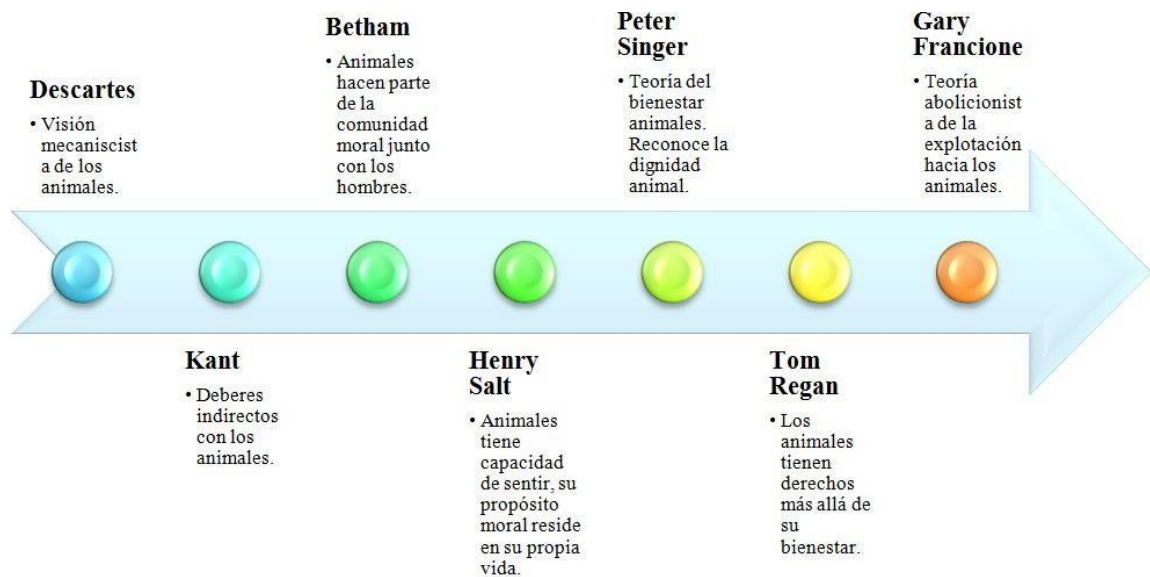 Descartes
• Visión
mecaniscist
a de los
animales.
Kant
• Deberes
indirectos
con los
animales.
Betham
• Animales
hacen parte
de la
comunidad
moral junto
con los
hombres.
Henry
Salt
• Animales
tiene
capacidad
de sentir, su
propósito
moral reside
en su propia
vida.
Peter
Singer
• Teoría del
bienestar
animales.
Reconoce la
dignidad
animal.
Tom
Regan
• Los
animales
tienen
derechos
más allá de
su
bienestar.
Gary
Francione
• Teoría
abolicionist
a de la
explotación
hacia los
animales.